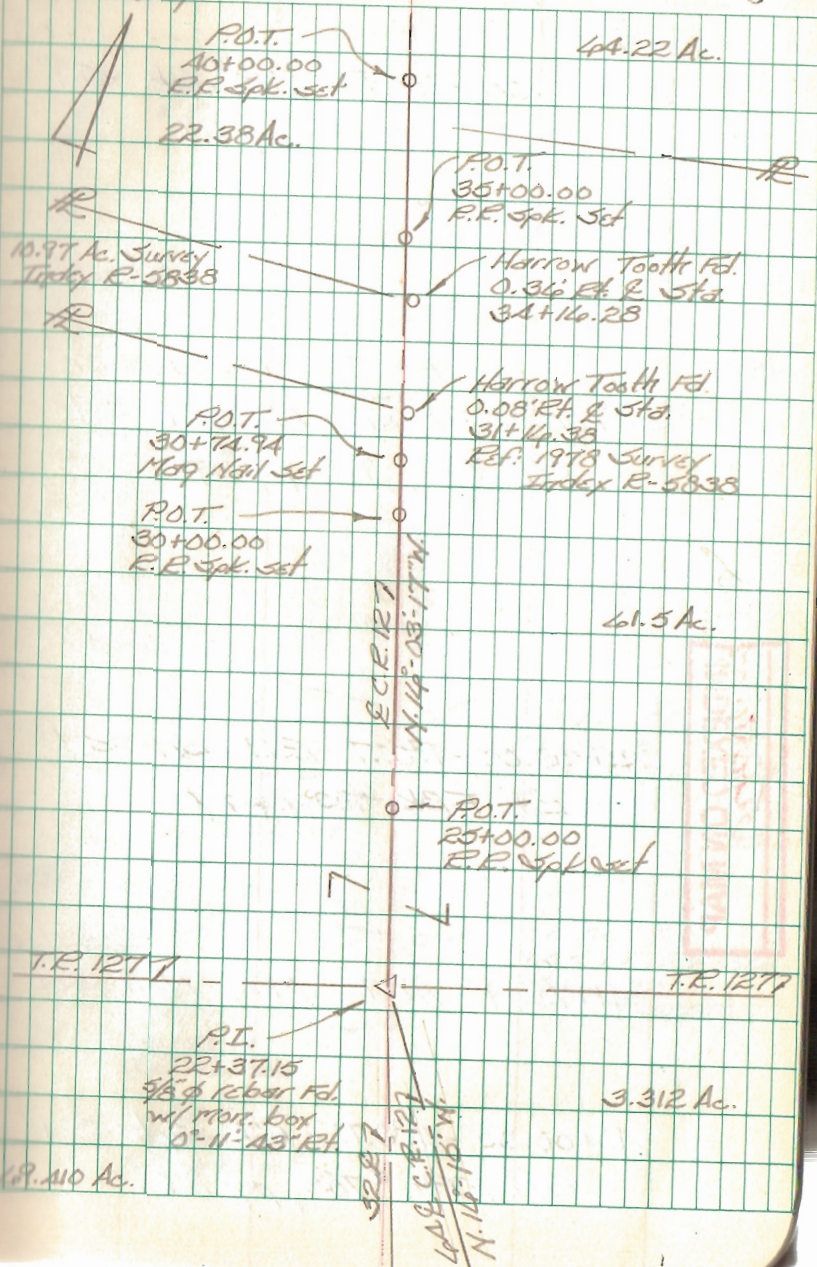 P.O.T.
40+00.00
R.R. Spk. Set
64.22 Ac.
22.38 Ac.
P.O.T.
35+00.00
R.R. Spk. Set
PL
PL
10.97 Ac. Survey
Index R-5838
Harrow Tooth Fd.
0.36' Rt. ℄ Sta.
34+16.28
PL
Harrow Tooth Fd.
0.08' Rt. ℄ Sta.
31+16.38
Ref: 1978 Survey
Index R-5838
P.O.T.
30+74.94
Mag Nail Set
P.O.T.
30+00.00
R.R. Spk. Set
℄ C.R. 127
N.16°-03'-17"W.
61.5 Ac.
P.O.T.
25+00.00
R.R. Spk. Set
T.R. 1277
T.R. 1277
P.I.
22+37.15
5/8" φ rebar Fd.
w/ mon. box
0°-11'-43" Rt.
3.312 Ac.
℄ C.R. 127